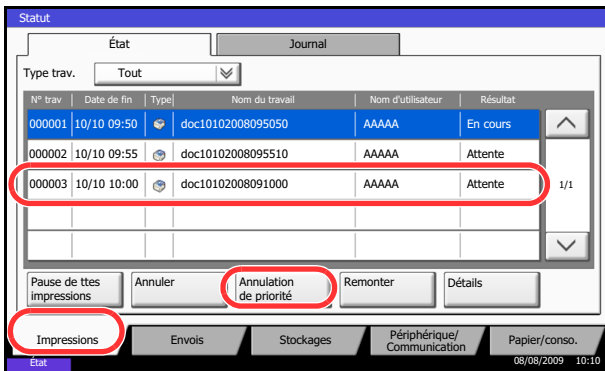 Statut
État Journal
Type trav. Tout
N° trav Date de fin Type Nom du travail Nom d'utilisateur Résultat
000001 10/10 09:50 doc10102008095050 AAAAA En cours
000002 10/10 09:55 doc10102008095510 AAAAA Attente
000003 10/10 10:00 doc10102008091000 AAAAA Attente
1/1
Pause de ttes impressions
Annuler
Annulation de priorité
Remonter
Détails
Impressions
Envois
Stockages
Périphérique/ Communication
Papier/conso.
État 08/08/2009 10:10